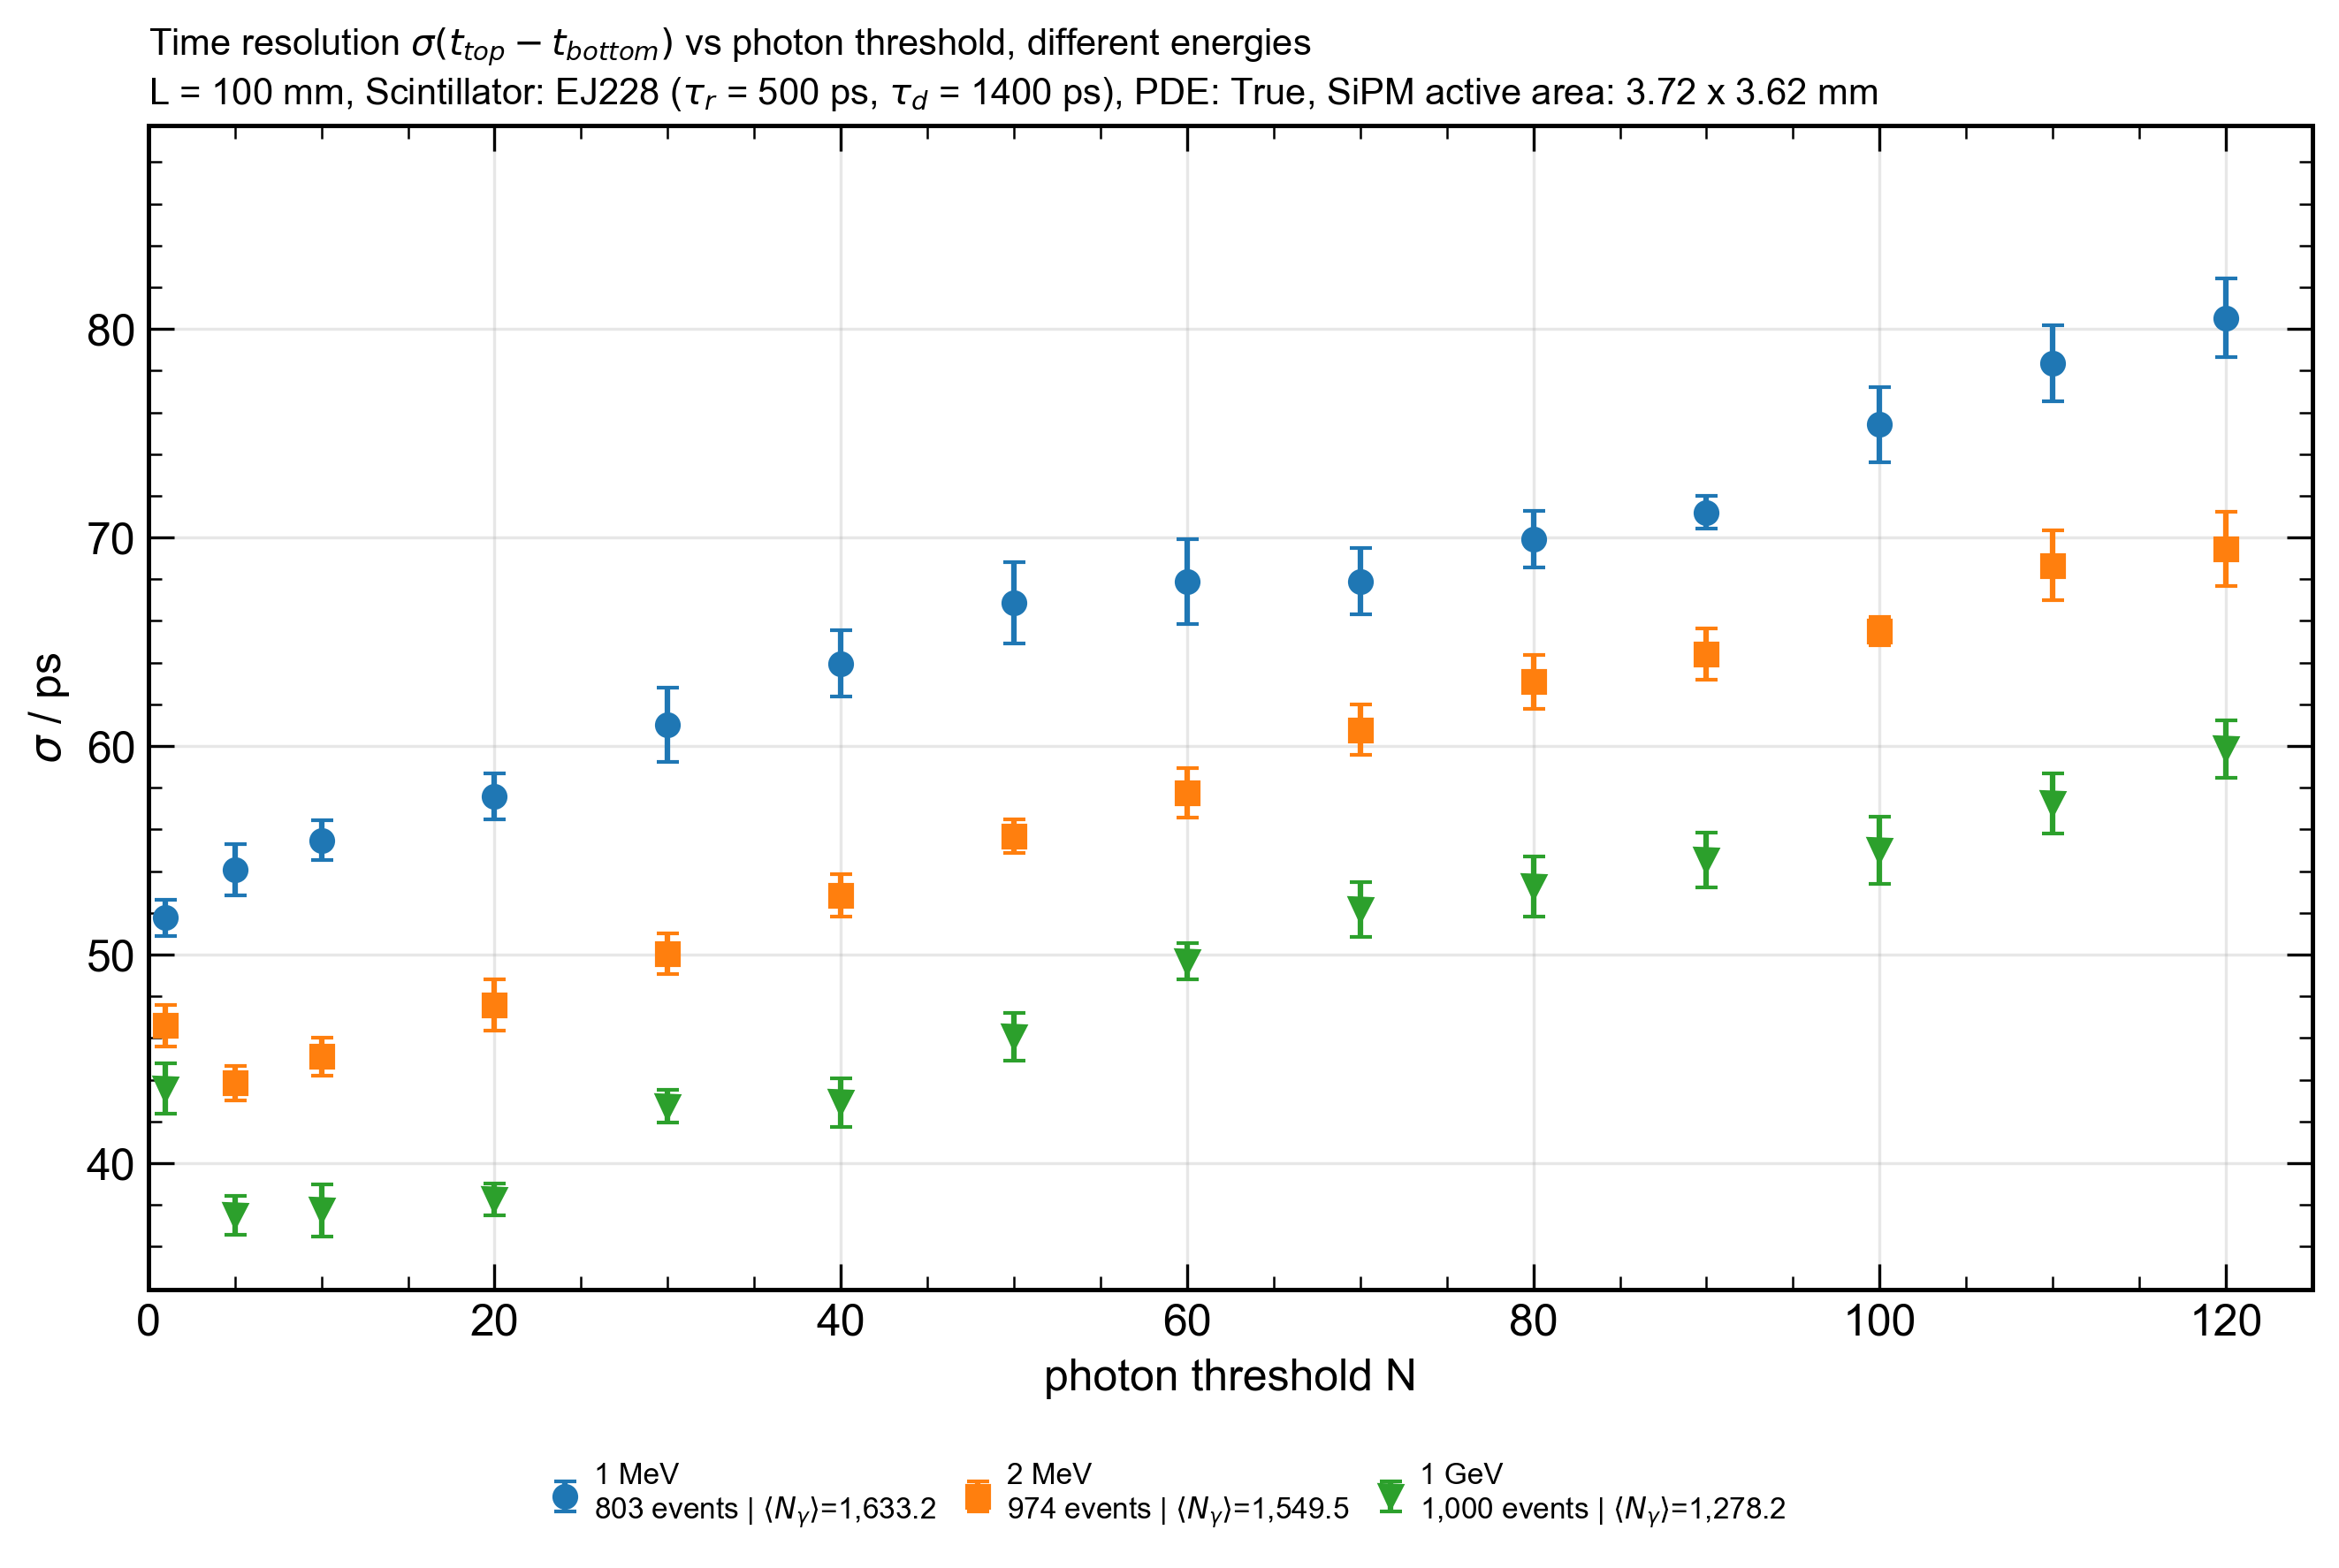 Time resolution σ(t_top − t_bottom) vs photon threshold, different energies
L = 100 mm, Scintillator: EJ228 (τ_r = 500 ps, τ_d = 1400 ps), PDE: True, SiPM active area: 3.72 x 3.62 mm
σ / ps
80
70
60
50
40
0 20 40 60 80 100 120
photon threshold N
1 MeV
803 events | ⟨N_γ⟩=1,633.2
2 MeV
974 events | ⟨N_γ⟩=1,549.5
1 GeV
1,000 events | ⟨N_γ⟩=1,278.2